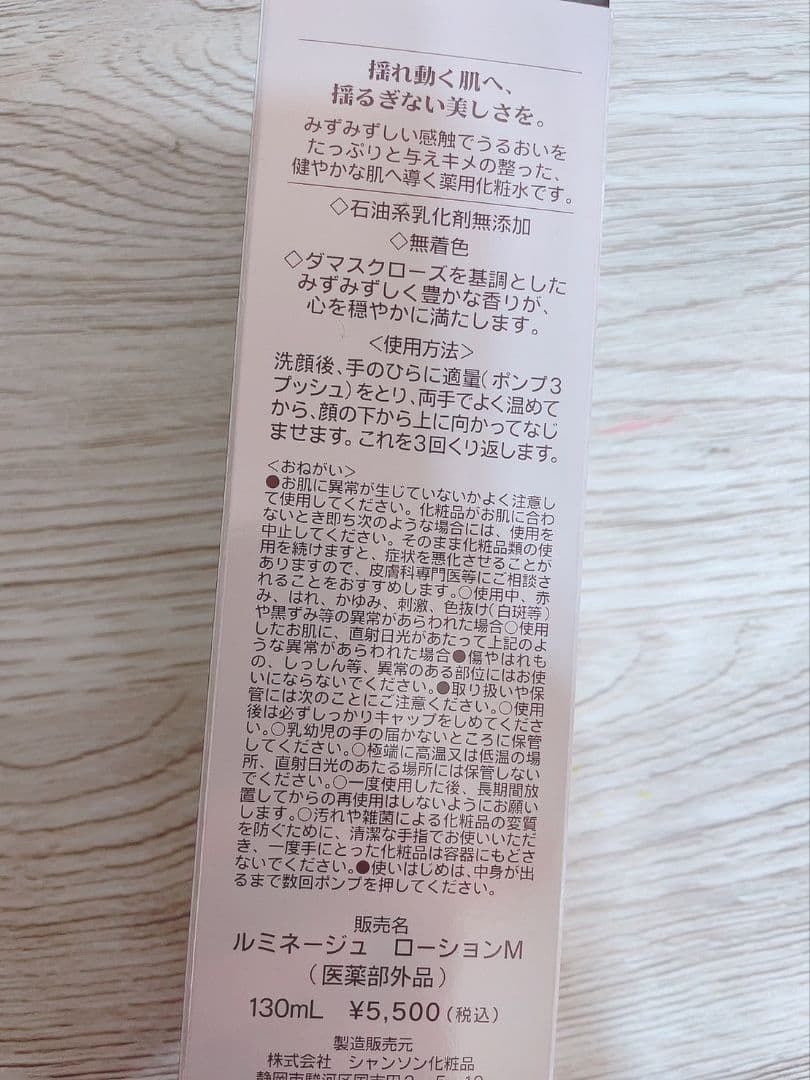 揺れ動く肌へ、
揺るぎない美しさを。
みずみずしい感触でうるおいを
たっぷりと与えキメの整った、
健やかな肌へ導く薬用化粧水です。
◇石油系乳化剤無添加
◇無着色
◇ダマスクローズを基調とした
みずみずしく豊かな香りが、
心を穏やかに満たします。
＜使用方法＞
洗顔後、手のひらに適量（ポンプ3
プッシュ）をとり、両手でよく温めて
から、顔の下から上に向かってなじ
ませます。これを3回くり返します。
＜おねがい＞
●お肌に異常が生じていないかよく注意し
て使用してください。化粧品がお肌に合わ
ないとき即ち次のような場合には、使用を
中止してください。そのまま化粧品類の使
用を続けますと、症状を悪化させることが
ありますので、皮膚科専門医等にご相談さ
れることをおすすめします。○使用中、赤
み、はれ、かゆみ、刺激、色抜け（白斑等）
や黒ずみ等の異常があらわれた場合○使用
したお肌に、直射日光があたって上記のよ
うな異常があらわれた場合●傷やはれも
の、しっしん等、異常のある部位にはお使
いにならないでください。●取り扱いや保
管には次のことにご注意ください。○使用
後は必ずしっかりキャップをしめてくださ
い。○乳幼児の手の届かないところに保管
してください。○極端に高温又は低温の場
所、直射日光のあたる場所には保管しない
でください。○一度使用した後、長期間放
置してからの再使用はしないようにお願い
します。○汚れや雑菌による化粧品の変質
を防ぐために、清潔な手指でお使いいただ
き、一度手にとった化粧品は容器にもどさ
ないでください。●使いはじめは、中身が出
るまで数回ポンプを押してください。
販売名
ルミネージュ　ローションM
（医薬部外品）
130mL　¥5,500（税込）
製造販売元
株式会社　シャンソン化粧品
静岡市駿河区国吉田2-5-10